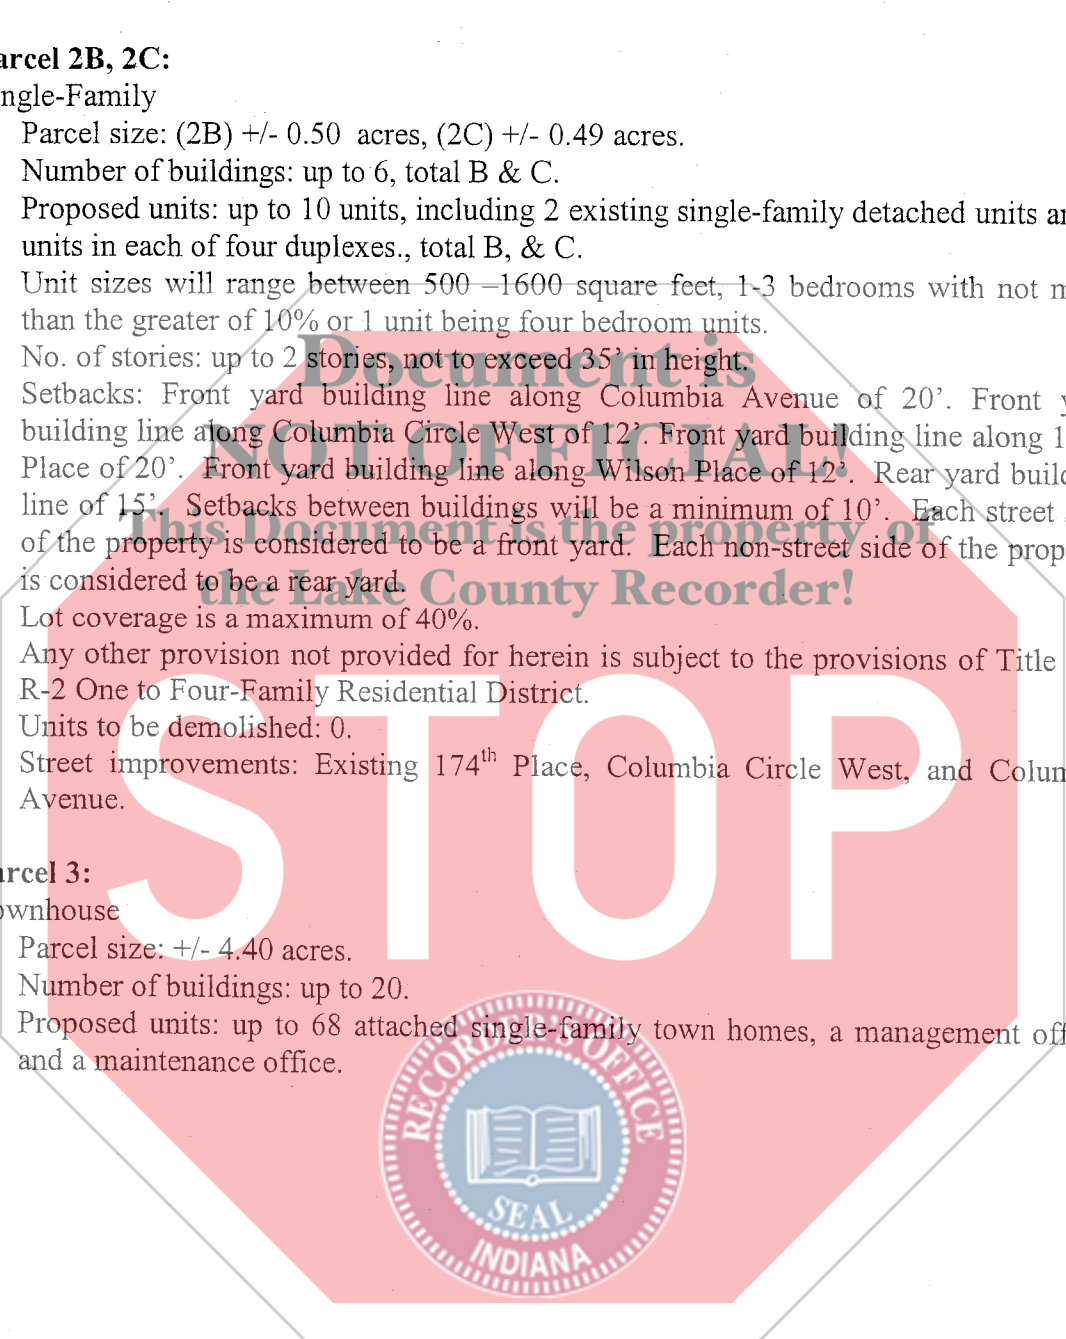 arcel 2B, 2C:
ngle-Family
Parcel size: (2B) +/- 0.50 acres, (2C) +/- 0.49 acres.
Number of buildings: up to 6, total B & C.
Proposed units: up to 10 units, including 2 existing single-family detached units a
units in each of four duplexes., total B, & C.
Unit sizes will range between 500 –1600 square feet, 1-3 bedrooms with not m
than the greater of 10% or 1 unit being four bedroom units.
No. of stories: up to 2 stories, not to exceed 35’ in height.
Document is
Setbacks: Front yard building line along Columbia Avenue of 20’. Front y
building line along Columbia Circle West of 12’. Front yard building line along 1
NOT OFFICIAL!
Place of 20’. Front yard building line along Wilson Place of 12’. Rear yard build
line of 15’. Setbacks between buildings will be a minimum of 10’. Each street
This Document is the property of
of the property is considered to be a front yard. Each non-street side of the prop
is considered to be a rear yard.
the Lake County Recorder!
Lot coverage is a maximum of 40%.
Any other provision not provided for herein is subject to the provisions of Title
R-2 One to Four-Family Residential District.
Units to be demolished: 0.
Street improvements: Existing 174th Place, Columbia Circle West, and Colum
Avenue.
STOP
arcel 3:
ownhouse
Parcel size: +/- 4.40 acres.
Number of buildings: up to 20.
Proposed units: up to 68 attached single-family town homes, a management off
and a maintenance office.
RECORDER'S OFFICE
SEAL
INDIANA